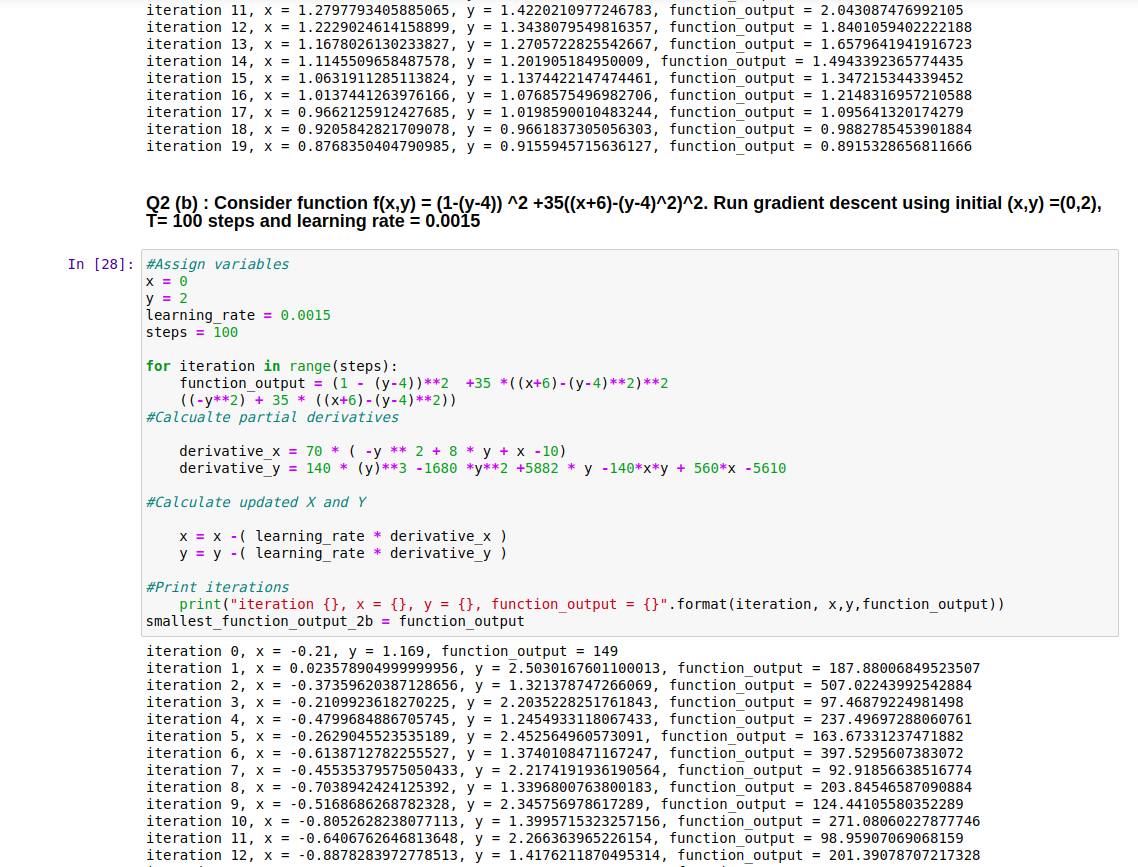 iteration 11, x = 1.2797793405885065, y = 1.4220210977246783, function_output = 2.043087476992105
iteration 12, x = 1.2229024614158899, y = 1.3438079549816357, function_output = 1.8401059402222188
iteration 13, x = 1.1678026130233827, y = 1.2705722825542667, function_output = 1.6579641941916723
iteration 14, x = 1.1145509658487578, y = 1.201905184950009, function_output = 1.4943392365774435
iteration 15, x = 1.0631911285113824, y = 1.1374422147474461, function_output = 1.347215344339452
iteration 16, x = 1.0137441263976166, y = 1.0768575496982706, function_output = 1.2148316957210588
iteration 17, x = 0.9662125912427685, y = 1.0198590010483244, function_output = 1.095641320174279
iteration 18, x = 0.9205842821709078, y = 0.9661837305056303, function_output = 0.9882785453901884
iteration 19, x = 0.8768350404790985, y = 0.9155945715636127, function_output = 0.8915328656811666
Q2 (b) : Consider function f(x,y) = (1-(y-4)) ^2 +35((x+6)-(y-4)^2)^2. Run gradient descent using initial (x,y) =(0,2),
T= 100 steps and learning rate = 0.0015
In [28]: #Assign variables
x = 0
y = 2
learning_rate = 0.0015
steps = 100
for iteration in range(steps):
function_output = (1 - (y-4))**2  +35 *((x+6)-(y-4)**2)**2
((-y**2) + 35 * ((x+6)-(y-4)**2))
#Calcualte partial derivatives
derivative_x = 70 * ( -y ** 2 + 8 * y + x -10)
derivative_y = 140 * (y)**3 -1680 *y**2 +5882 * y -140*x*y + 560*x -5610
#Calculate updated X and Y
x = x -( learning_rate * derivative_x )
y = y -( learning_rate * derivative_y )
#Print iterations
print("iteration {}, x = {}, y = {}, function_output = {}".format(iteration, x,y,function_output))
smallest_function_output_2b = function_output
iteration 0, x = -0.21, y = 1.169, function_output = 149
iteration 1, x = 0.023578904999999956, y = 2.5030167601100013, function_output = 187.88006849523507
iteration 2, x = -0.37359620387128656, y = 1.321378747266069, function_output = 507.02243992542884
iteration 3, x = -0.2109923618270225, y = 2.2035228251761843, function_output = 97.46879224981498
iteration 4, x = -0.4799684886705745, y = 1.2454931118067433, function_output = 237.49697288060761
iteration 5, x = -0.2629045523535189, y = 2.452564960573091, function_output = 163.67331237471882
iteration 6, x = -0.6138712782255527, y = 1.3740108471167247, function_output = 397.5295607383072
iteration 7, x = -0.45535379575050433, y = 2.2174191936190564, function_output = 92.91856638516774
iteration 8, x = -0.7038942424125392, y = 1.3396800763800183, function_output = 203.84546587090884
iteration 9, x = -0.5168686268782328, y = 2.345756978617289, function_output = 124.44105580352289
iteration 10, x = -0.8052628238077113, y = 1.3995715323257156, function_output = 271.08060227877746
iteration 11, x = -0.6406762646813648, y = 2.266363965226154, function_output = 98.95907069068159
iteration 12, x = -0.8878283972778513, y = 1.4176211870495314, function_output = 201.39078707217328